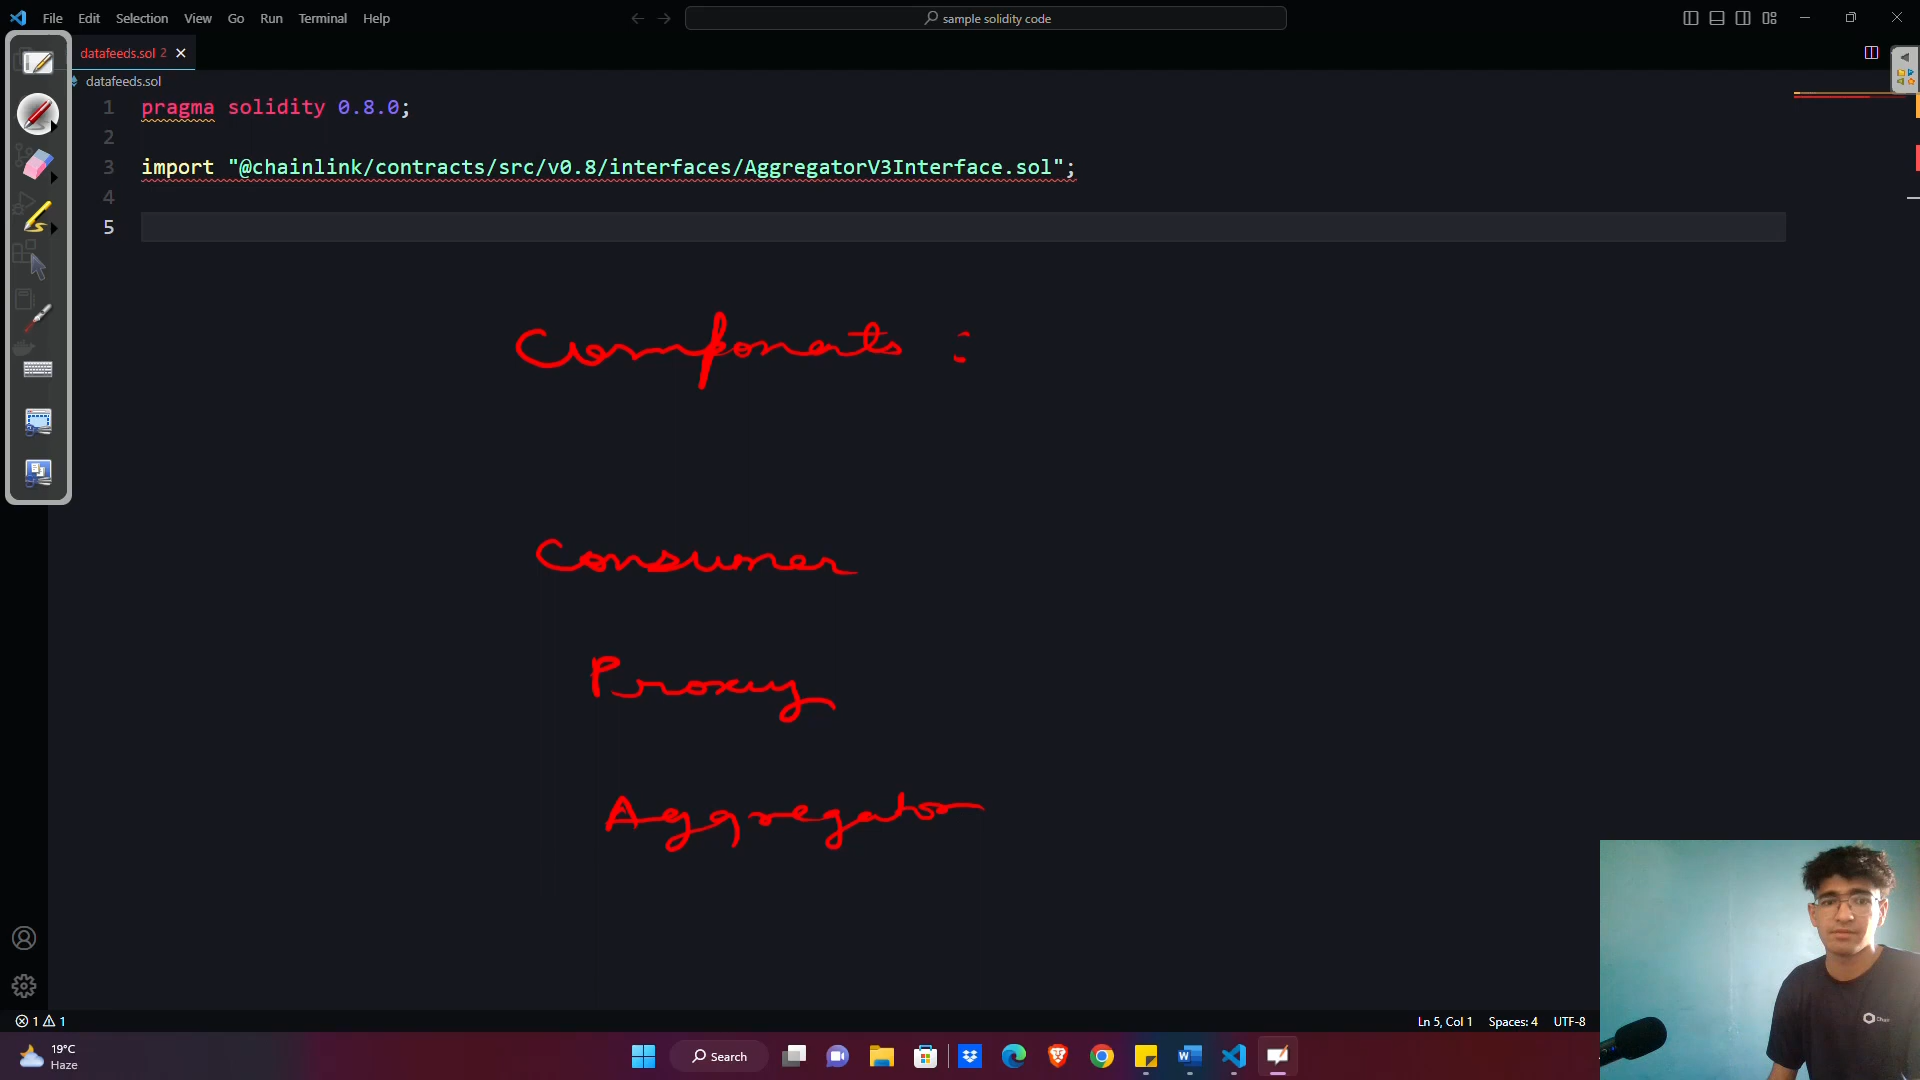 File Edit Selection View Go Run Terminal Help
sample solidity code
datafeeds.sol 2
datafeeds.sol
1 pragma solidity 0.8.0;
2
3 import "@chainlink/contracts/src/v0.8/interfaces/AggregatorV3Interface.sol";
4
5
Components :
Consumer
Proxy
Aggregator
1 1
Ln 5, Col 1 Spaces: 4 UTF-8
19°C
Haze
Search